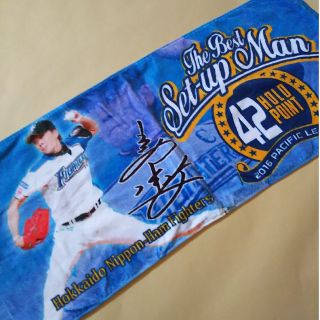 The Best
Set-up Man
42 HOLD
POINT
2016 PACIFIC LE
Hokkaido Nippon-Ham Fighters